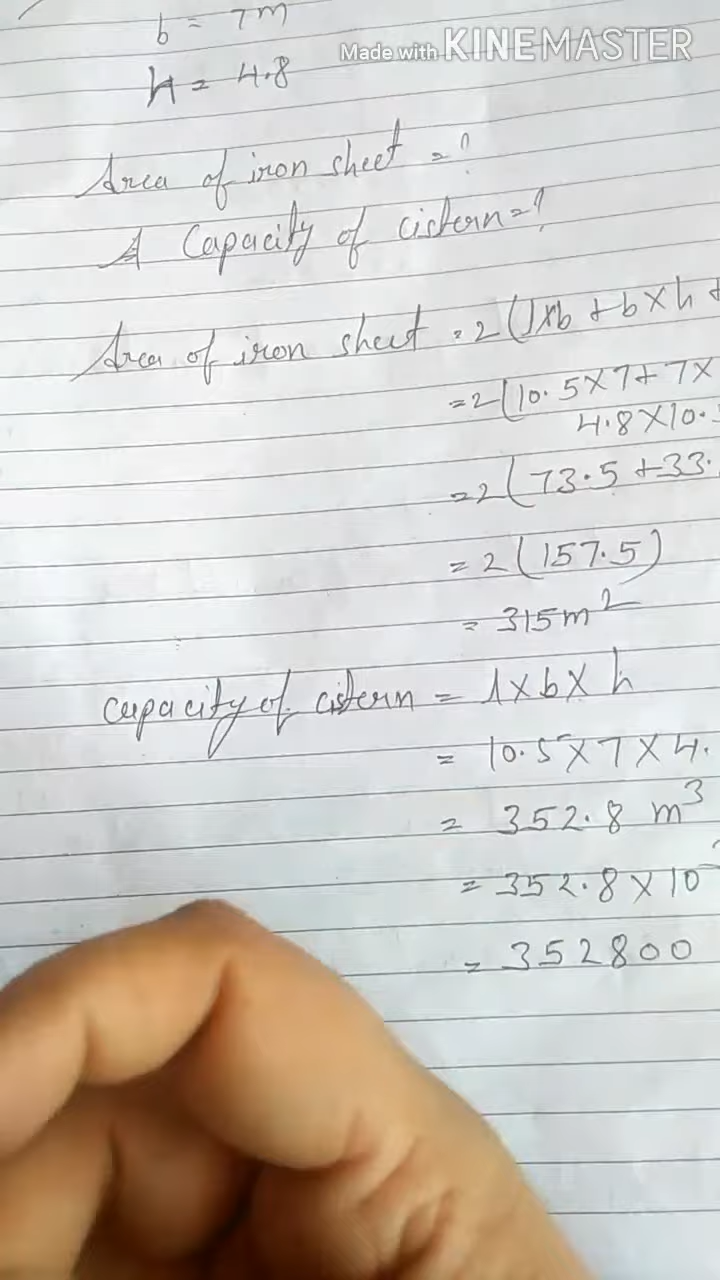 b = 7m
Made with KINEMASTER
h = 4.8
Area of iron sheet = ?
Capacity of cistern = ?
Area of iron sheet = 2(l×b + b×h +
= 2(10.5×7 + 7×
4.8×10.
= 2(73.5 + 33.
= 2(157.5)
= 315m²
capacity of cistern = l×b×h
= 10.5×7×4.
= 352.8 m³
= 352.8×10
= 352800